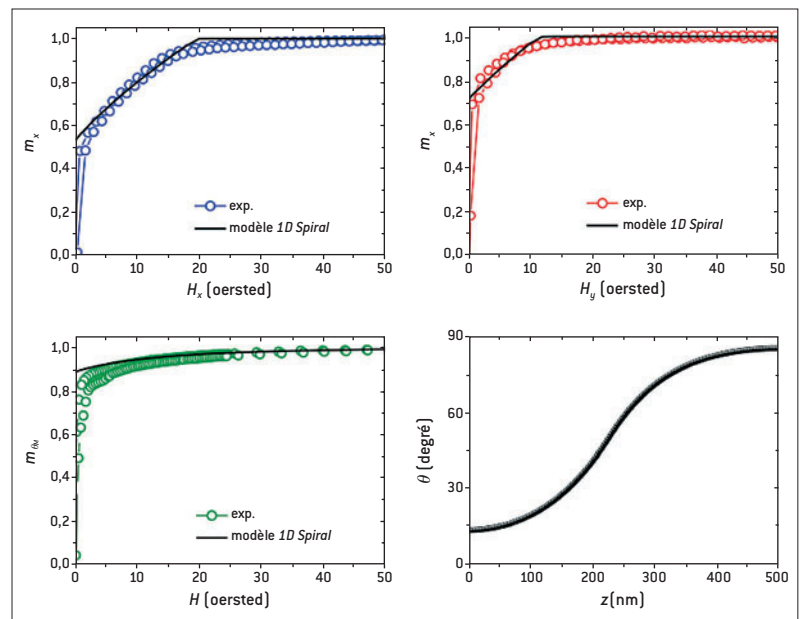 1,0
0,8
0,6
0,4
0,2
0,0
m_x
0 10 20 30 40 50
H_x (oersted)
exp.
modèle 1D Spiral
1,0
0,8
0,6
0,4
0,2
0,0
m_x
0 10 20 30 40 50
H_y (oersted)
exp.
modèle 1D Spiral
1,0
0,8
0,6
0,4
0,2
0,0
m_θM
0 10 20 30 40 50
H (oersted)
exp.
modèle 1D Spiral
90
60
30
0
θ (degré)
0 100 200 300 400 500
z(nm)